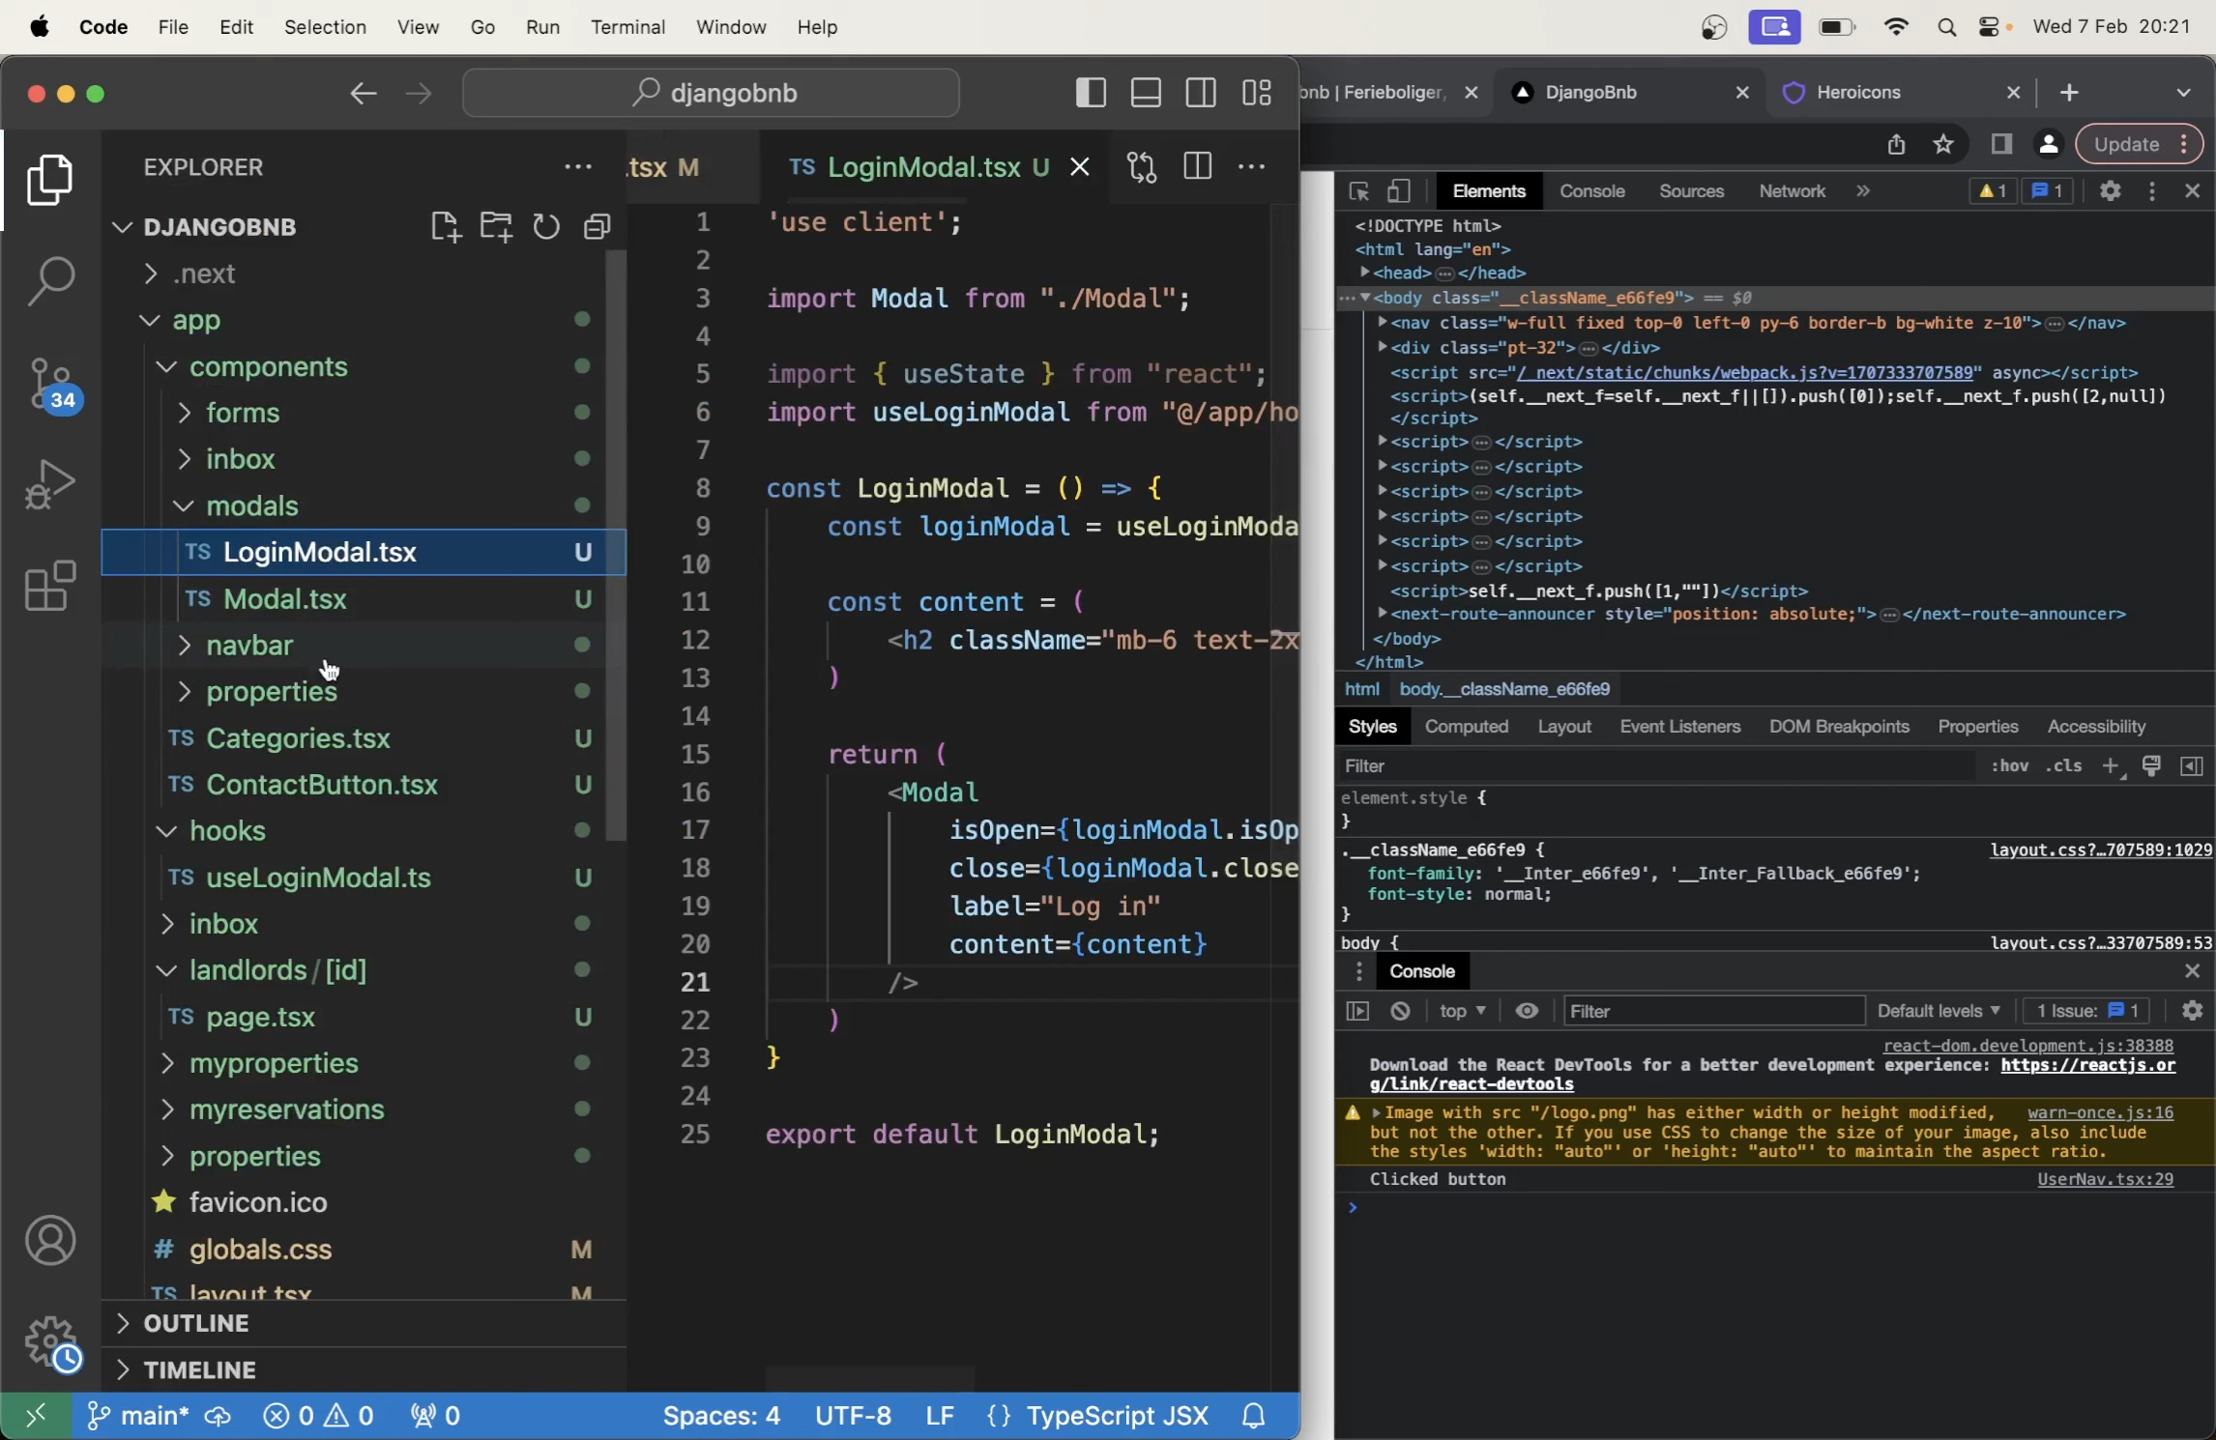 Code File Edit Selection View Go Run Terminal Window Help Wed 7 Feb 20:21
djangobnb
EXPLORER
DJANGOBNB
.next
app
components
forms
inbox
modals
TS LoginModal.tsx U
TS Modal.tsx U
navbar
properties
TS Categories.tsx U
TS ContactButton.tsx U
hooks
TS useLoginModal.ts U
inbox
landlords/[id]
TS page.tsx U
myproperties
myreservations
properties
favicon.ico
# globals.css M
TS layout.tsx M
OUTLINE
TIMELINE
34
.tsx M TS LoginModal.tsx U
1 'use client';
2
3 import Modal from "./Modal";
4
5 import { useState } from "react";
6 import useLoginModal from "@/app/ho
7
8 const LoginModal = () => {
9 const loginModal = useLoginModa
10
11 const content = (
12 <h2 className="mb-6 text-2x
13 )
14
15 return (
16 <Modal
17 isOpen={loginModal.isOp
18 close={loginModal.close
19 label="Log in"
20 content={content}
21 />
22 )
23 }
24
25 export default LoginModal;
main* 0 0 0 Spaces: 4 UTF-8 LF {} TypeScript JSX
bnb | Ferieboliger, DjangoBnb Heroicons
Update
Elements Console Sources Network » 1 1
<!DOCTYPE html>
<html lang="en">
<head>…</head>
<body class="__className_e66fe9"> == $0
<nav class="w-full fixed top-0 left-0 py-6 border-b bg-white z-10">…</nav>
<div class="pt-32">…</div>
<script src="/_next/static/chunks/webpack.js?v=1707333707589" async></script>
<script>(self.__next_f=self.__next_f||[]).push([0]);self.__next_f.push([2,null])
</script>
<script>…</script>
<script>…</script>
<script>…</script>
<script>…</script>
<script>…</script>
<script>…</script>
<script>self.__next_f.push([1,""])</script>
<next-route-announcer style="position: absolute;">…</next-route-announcer>
</body>
</html>
html body.__className_e66fe9
Styles Computed Layout Event Listeners DOM Breakpoints Properties Accessibility
Filter :hov .cls +
element.style {
}
.__className_e66fe9 { layout.css?…707589:1029
font-family: '__Inter_e66fe9', '__Inter_Fallback_e66fe9';
font-style: normal;
}
body { layout.css?…33707589:53
Console
top Filter Default levels 1 Issue: 1
react-dom.development.js:38388
Download the React DevTools for a better development experience: https://reactjs.or
g/link/react-devtools
Image with src "/logo.png" has either width or height modified, warn-once.js:16
but not the other. If you use CSS to change the size of your image, also include
the styles 'width: "auto"' or 'height: "auto"' to maintain the aspect ratio.
Clicked button UserNav.tsx:29